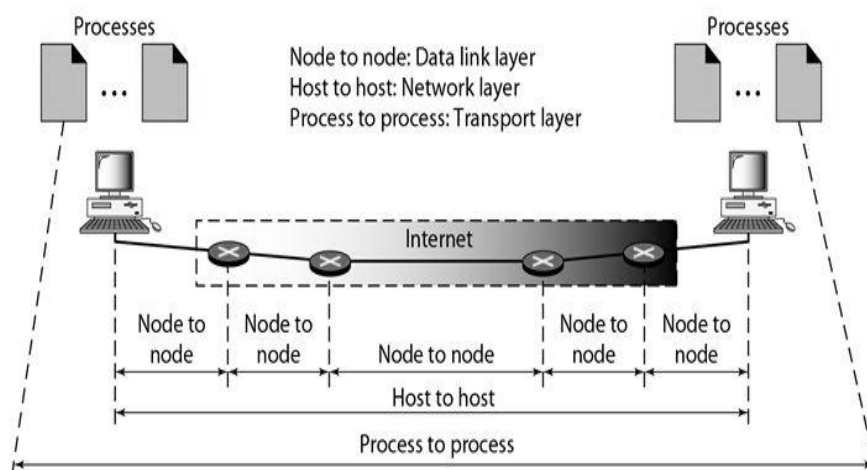 Processes
Processes
Node to node: Data link layer
Host to host: Network layer
Process to process: Transport layer
Internet
Node to
node
Node to
node
Node to node
Node to
node
Node to
node
Host to host
Process to process